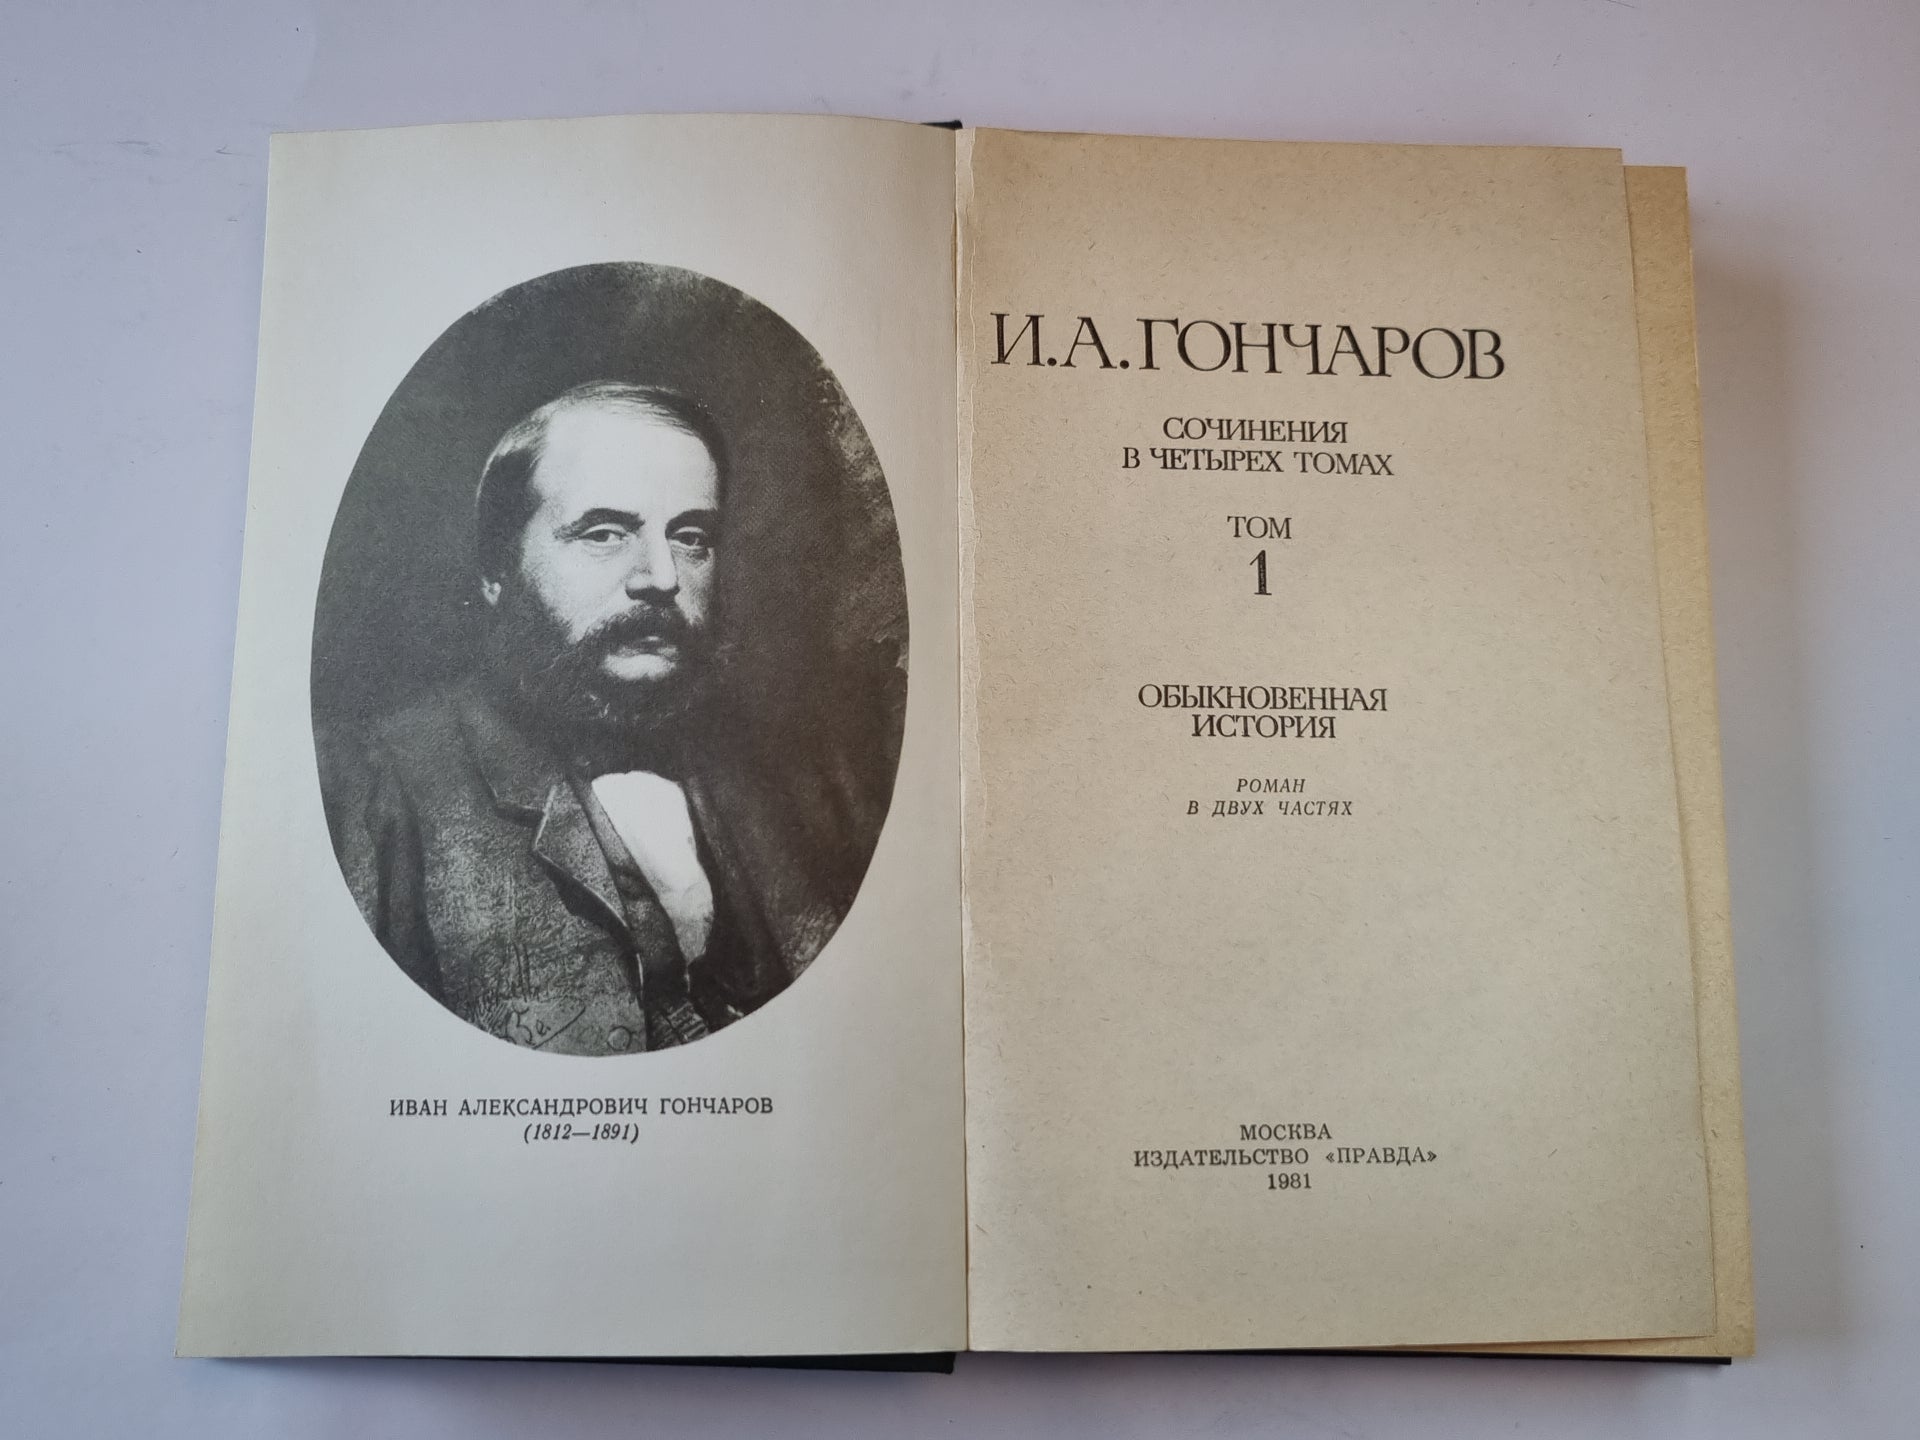 ИВАН АЛЕКСАНДРОВИЧ ГОНЧАРОВ
(1812—1891)
И.А.ГОНЧАРОВ
СОЧИНЕНИЯ
В ЧЕТЫРЕХ ТОМАХ
ТОМ
1
ОБЫКНОВЕННАЯ
ИСТОРИЯ
РОМАН
В ДВУХ ЧАСТЯХ
МОСКВА
ИЗДАТЕЛЬСТВО «ПРАВДА»
1981